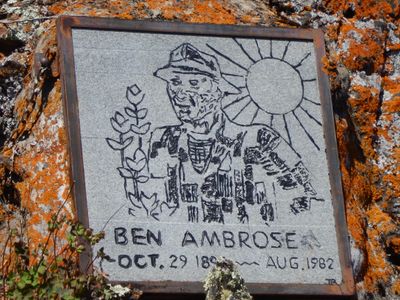 BEN AMBROSE
OCT. 29 ~ AUG. 1982